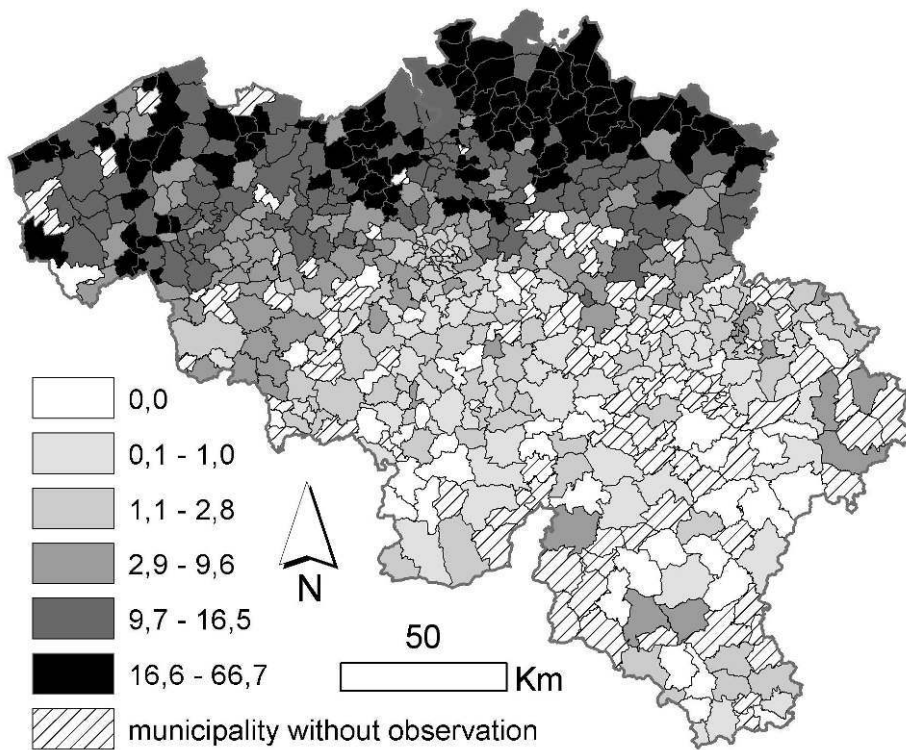 0,0
0,1 - 1,0
1,1 - 2,8
2,9 - 9,6
9,7 - 16,5
16,6 - 66,7
municipality without observation
N
50
Km